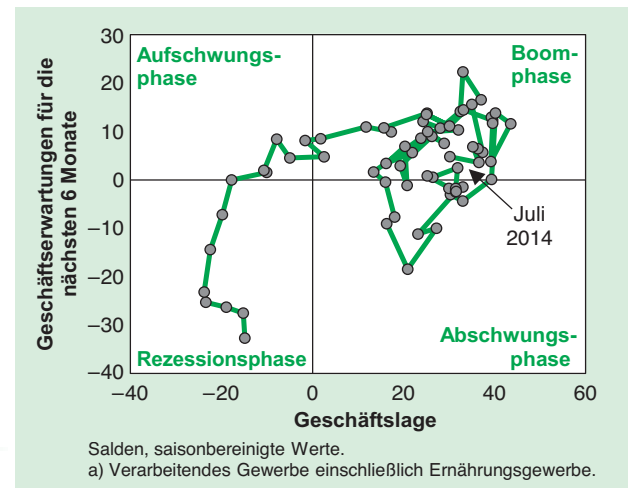 Geschäftserwartungen für die
nächsten 6 Monate
30
20
10
0
–10
–20
–30
–40
Aufschwungs-
phase
Boom-
phase
Juli
2014
Rezessionsphase
Abschwungs-
phase
–40
–20
0
20
40
60
Geschäftslage
Salden, saisonbereinigte Werte.
a) Verarbeitendes Gewerbe einschließlich Ernährungsgewerbe.